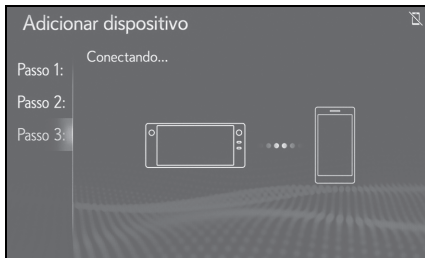 Adicionar dispositivo
Conectando...
Passo 1:
Passo 2:
Passo 3: